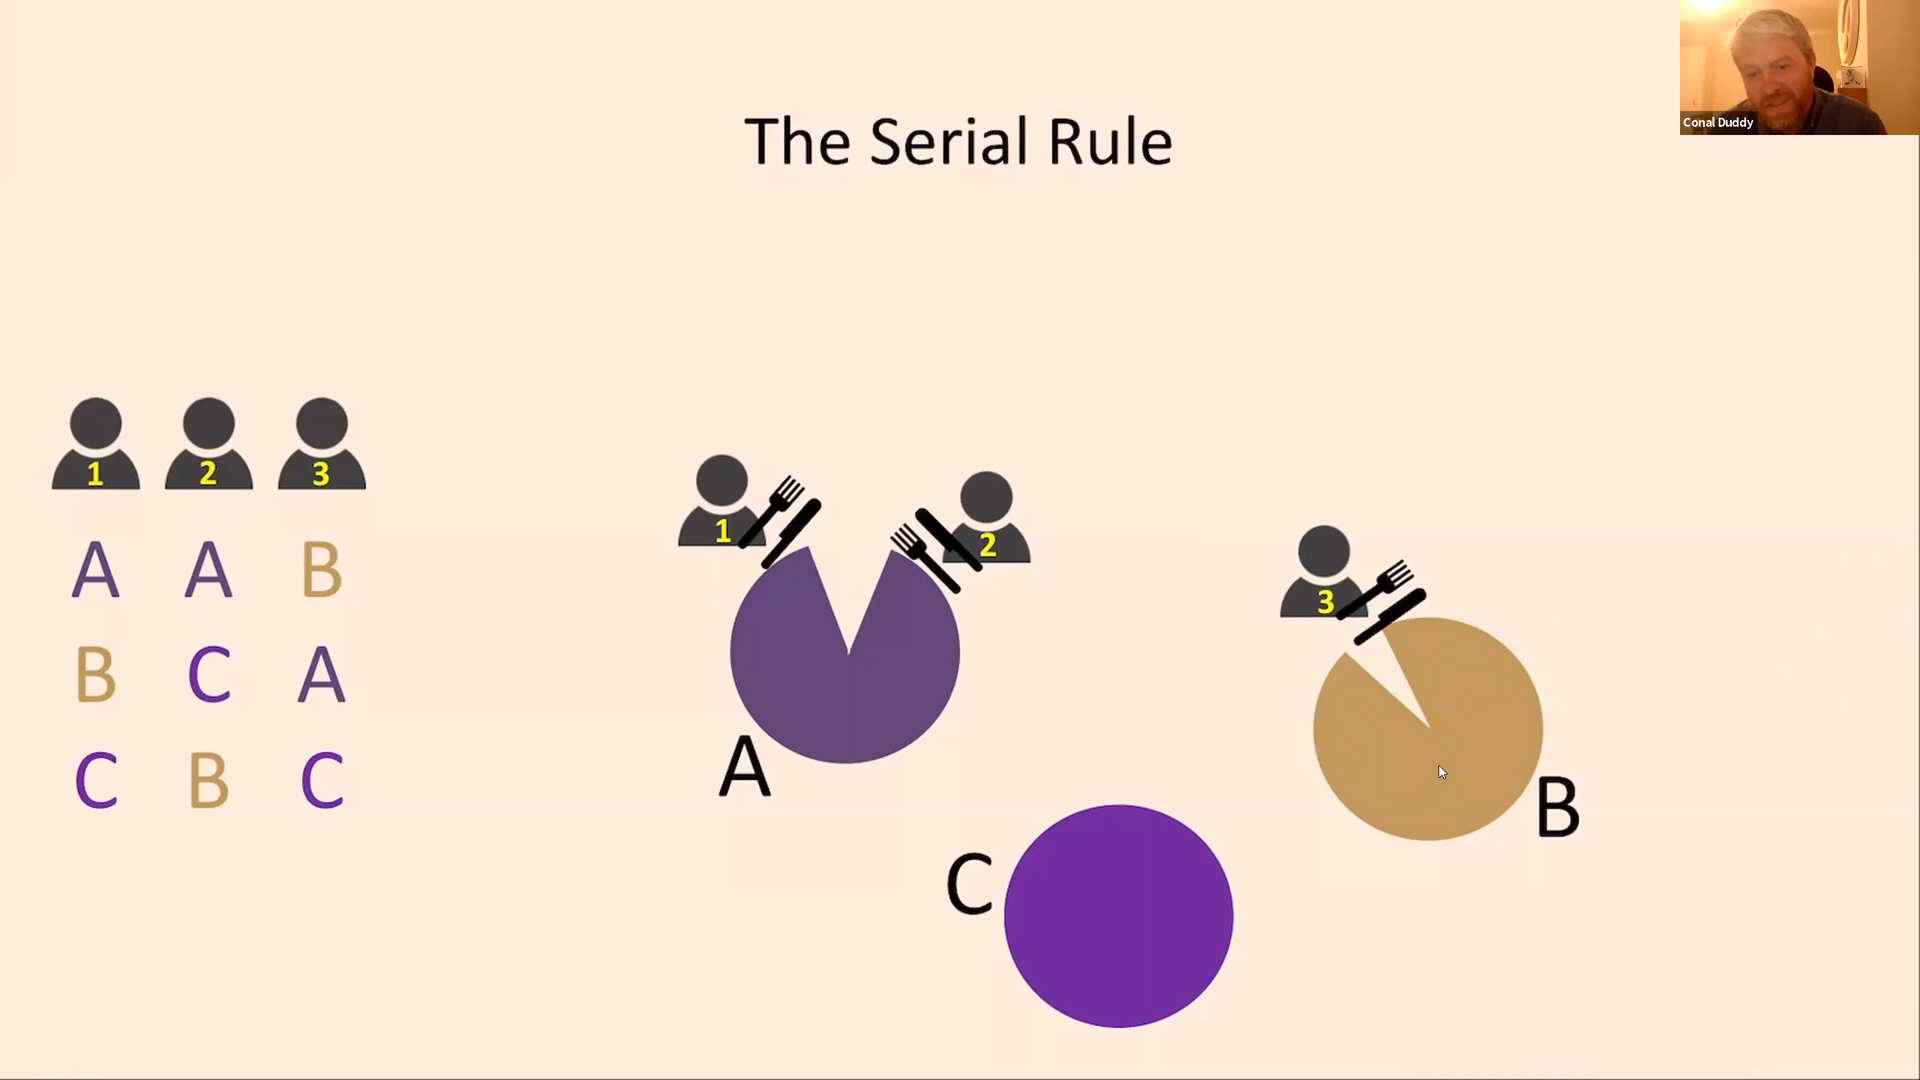 Conal Duddy
The Serial Rule
1 2 3
A A B
B C A
C B C
1
2
3
A
B
C